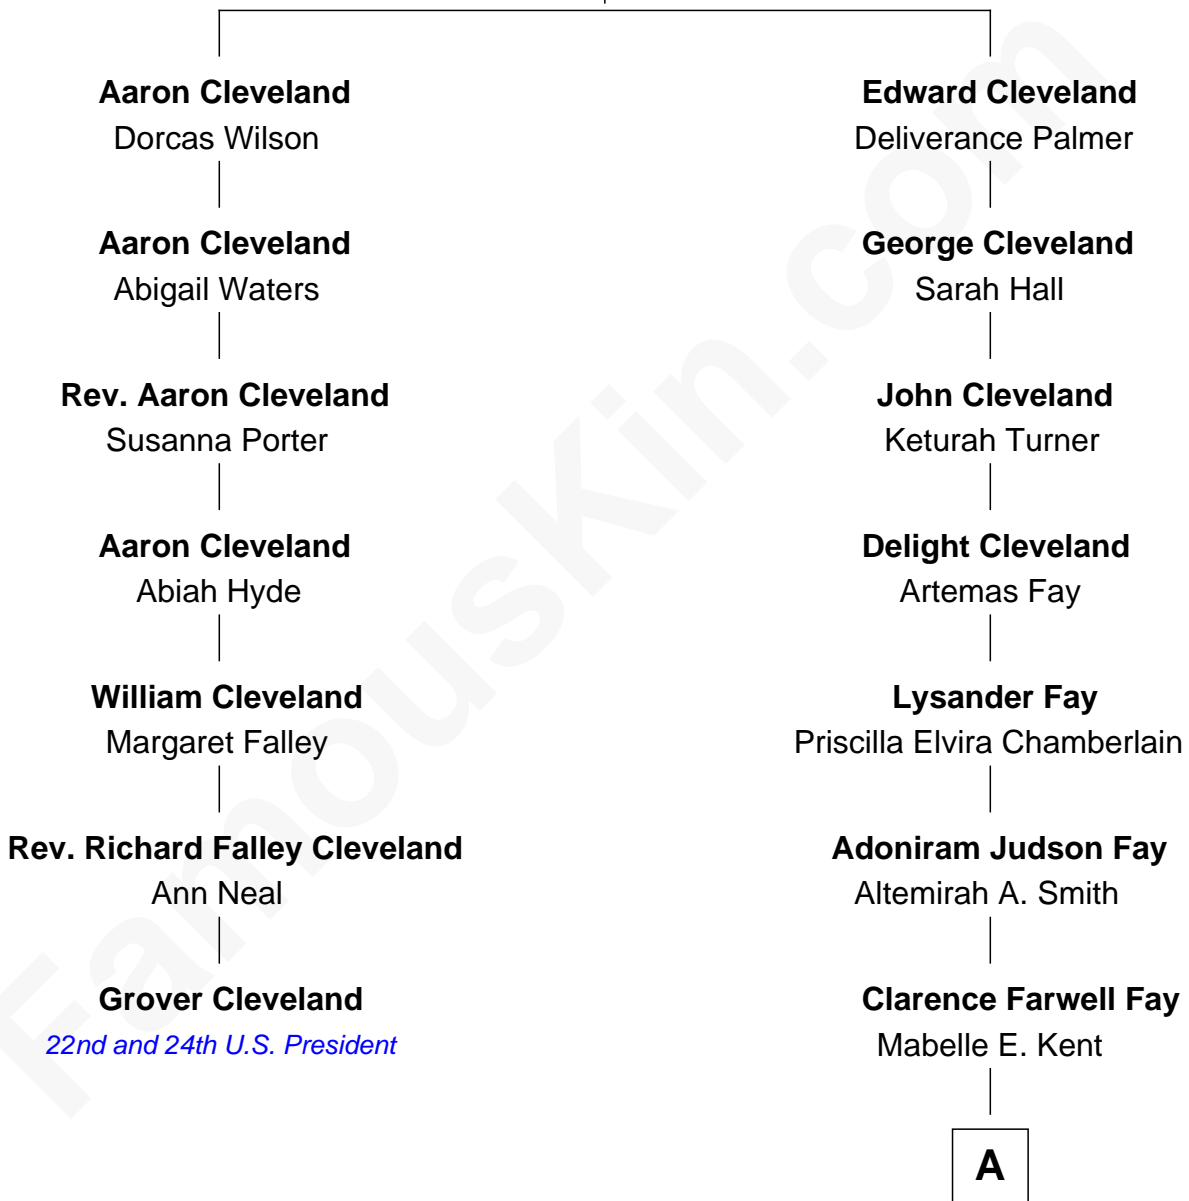 Aaron Cleveland
Dorcas Wilson
Aaron Cleveland
Abigail Waters
Rev. Aaron Cleveland
Susanna Porter
Aaron Cleveland
Abiah Hyde
William Cleveland
Margaret Falley
Rev. Richard Falley Cleveland
Ann Neal
Grover Cleveland
22nd and 24th U.S. President
Edward Cleveland
Deliverance Palmer
George Cleveland
Sarah Hall
John Cleveland
Keturah Turner
Delight Cleveland
Artemas Fay
Lysander Fay
Priscilla Elvira Chamberlain
Adoniram Judson Fay
Altemirah A. Smith
Clarence Farwell Fay
Mabelle E. Kent
A
FamousKin.com